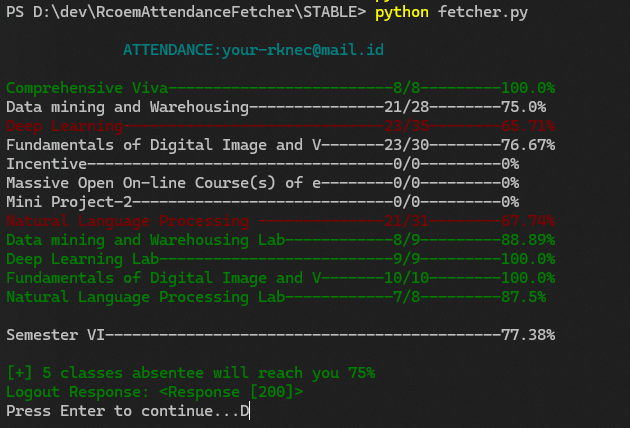 PS D:\dev\RcoemAttendanceFetcher\STABLE> python fetcher.py
ATTENDANCE:your-rknec@mail.id
Comprehensive Viva-------------------------8/8---------100.0%
Data mining and Warehousing---------------21/28--------75.0%
Deep Learning-----------------------------23/35--------65.71%
Fundamentals of Digital Image and V-------23/30--------76.67%
Incentive----------------------------------0/0---------0%
Massive Open On-line Course(s) of e--------0/0---------0%
Mini Project-2-----------------------------0/0---------0%
Natural Language Processing --------------21/31--------67.74%
Data mining and Warehousing Lab------------8/9---------88.89%
Deep Learning Lab--------------------------9/9---------100.0%
Fundamentals of Digital Image and V-------10/10--------100.0%
Natural Language Processing Lab------------7/8---------87.5%
Semester VI--------------------------------------------77.38%
[+] 5 classes absentee will reach you 75%
Logout Response: <Response [200]>
Press Enter to continue...D